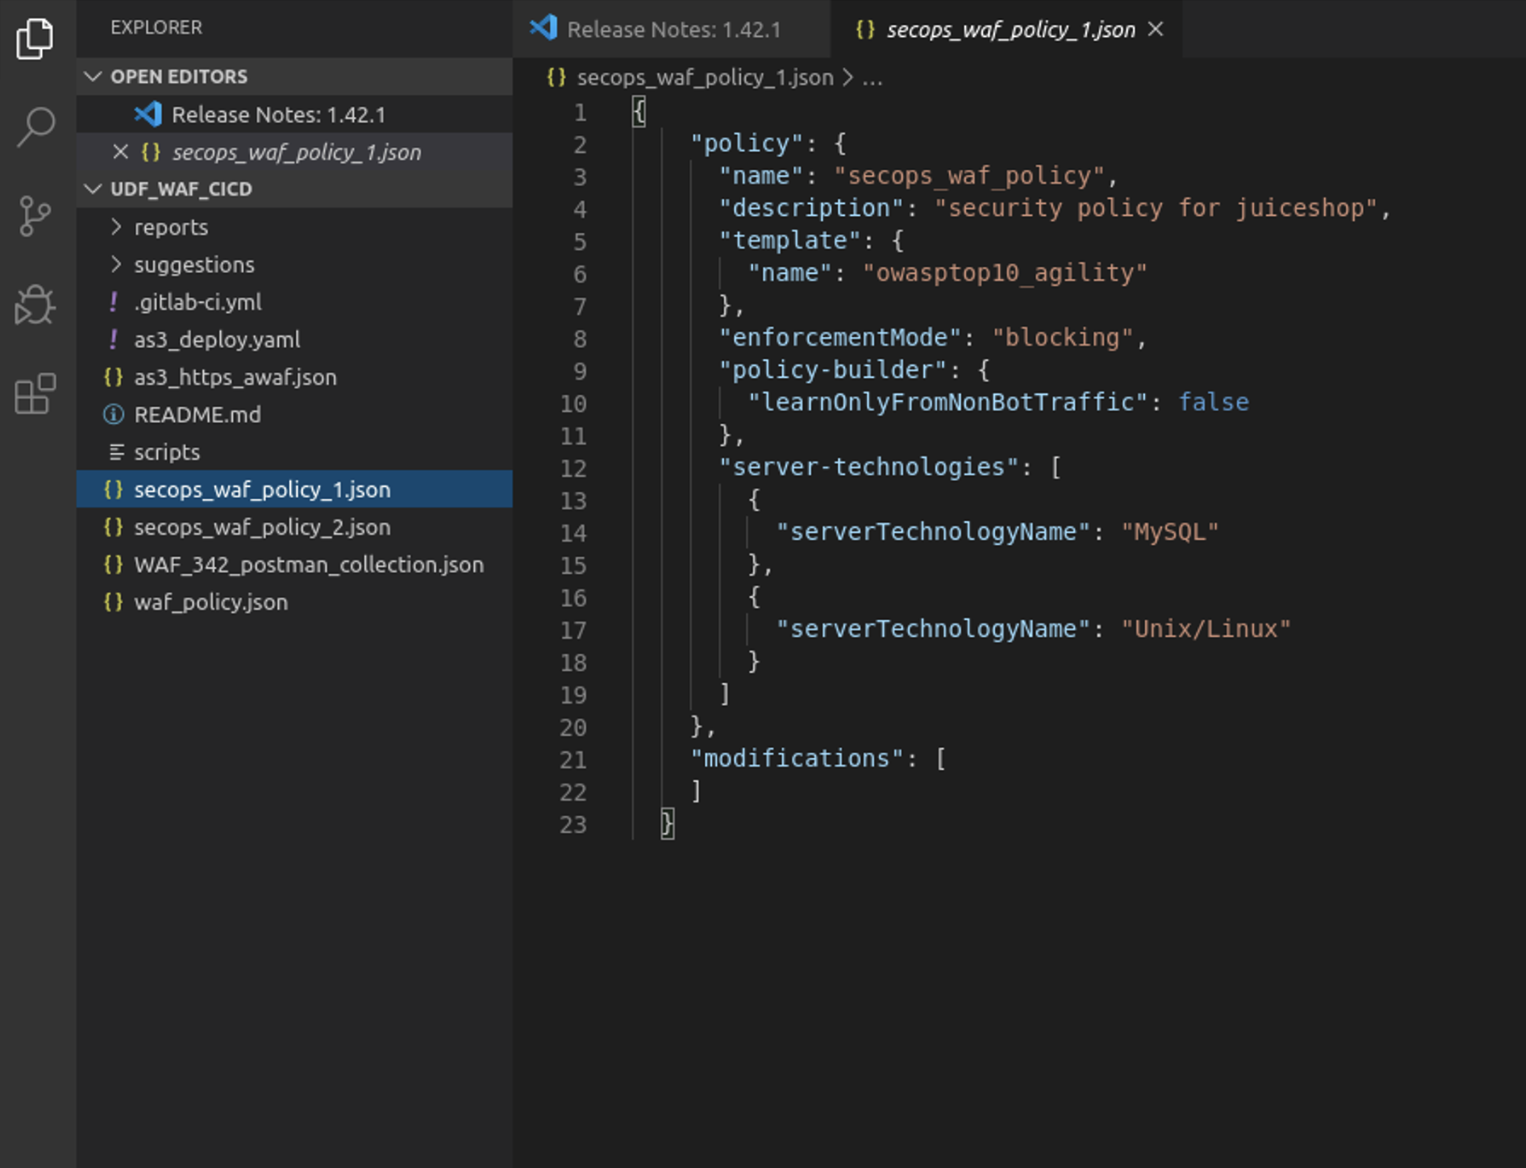 EXPLORER
OPEN EDITORS
Release Notes: 1.42.1
{} secops_waf_policy_1.json
UDF_WAF_CICD
reports
suggestions
! .gitlab-ci.yml
! as3_deploy.yaml
{} as3_https_awaf.json
README.md
scripts
{} secops_waf_policy_1.json
{} secops_waf_policy_2.json
{} WAF_342_postman_collection.json
{} waf_policy.json
Release Notes: 1.42.1
{} secops_waf_policy_1.json
{} secops_waf_policy_1.json > ...
1 {
2 "policy": {
3 "name": "secops_waf_policy",
4 "description": "security policy for juiceshop",
5 "template": {
6 "name": "owasptop10_agility"
7 },
8 "enforcementMode": "blocking",
9 "policy-builder": {
10 "learnOnlyFromNonBotTraffic": false
11 },
12 "server-technologies": [
13 {
14 "serverTechnologyName": "MySQL"
15 },
16 {
17 "serverTechnologyName": "Unix/Linux"
18 }
19 ]
20 },
21 "modifications": [
22 ]
23 }